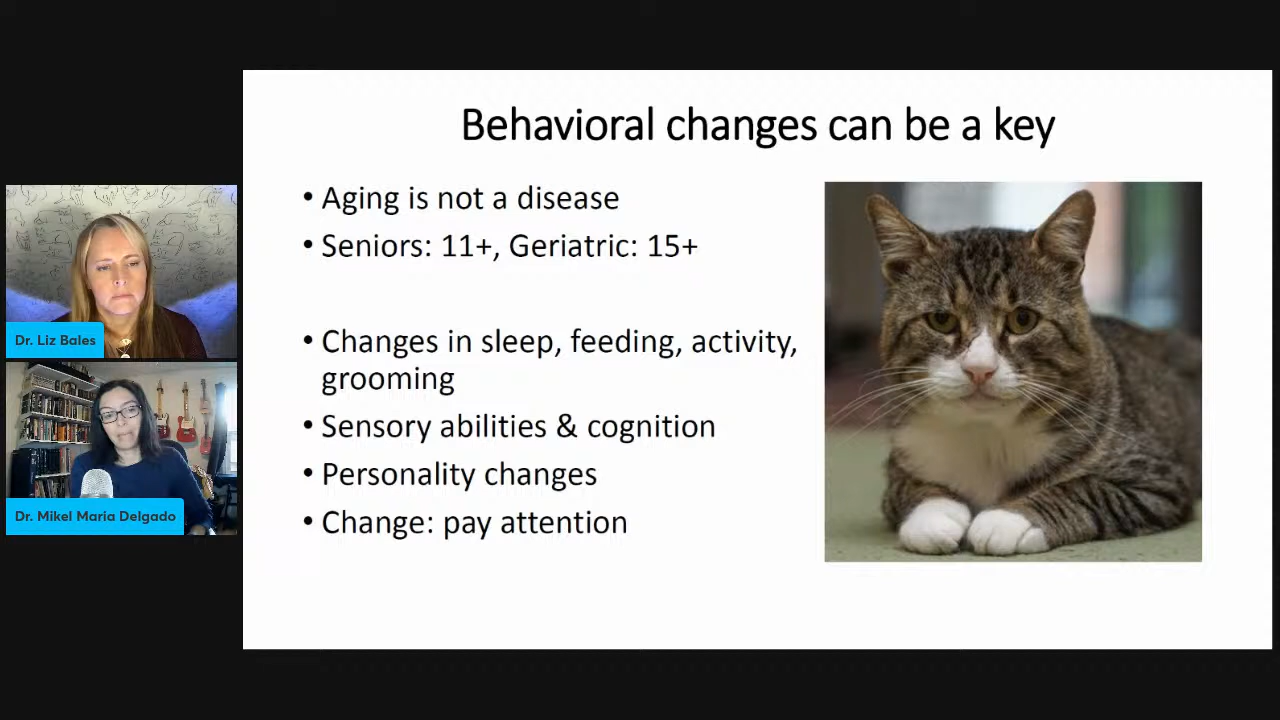 Behavioral changes can be a key
• Aging is not a disease
• Seniors: 11+, Geriatric: 15+
• Changes in sleep, feeding, activity,
grooming
• Sensory abilities & cognition
• Personality changes
• Change: pay attention
Dr. Liz Bales
Dr. Mikel Maria Delgado